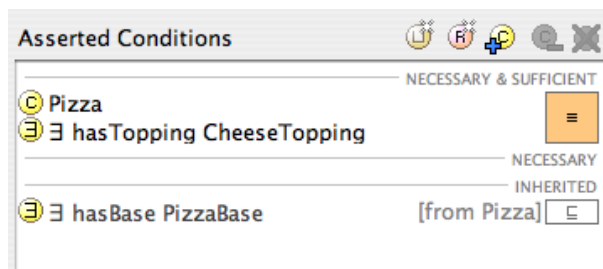 Asserted Conditions
NECESSARY & SUFFICIENT
Pizza
∃ hasTopping CheeseTopping
≡
NECESSARY
INHERITED
∃ hasBase PizzaBase [from Pizza] ⊑